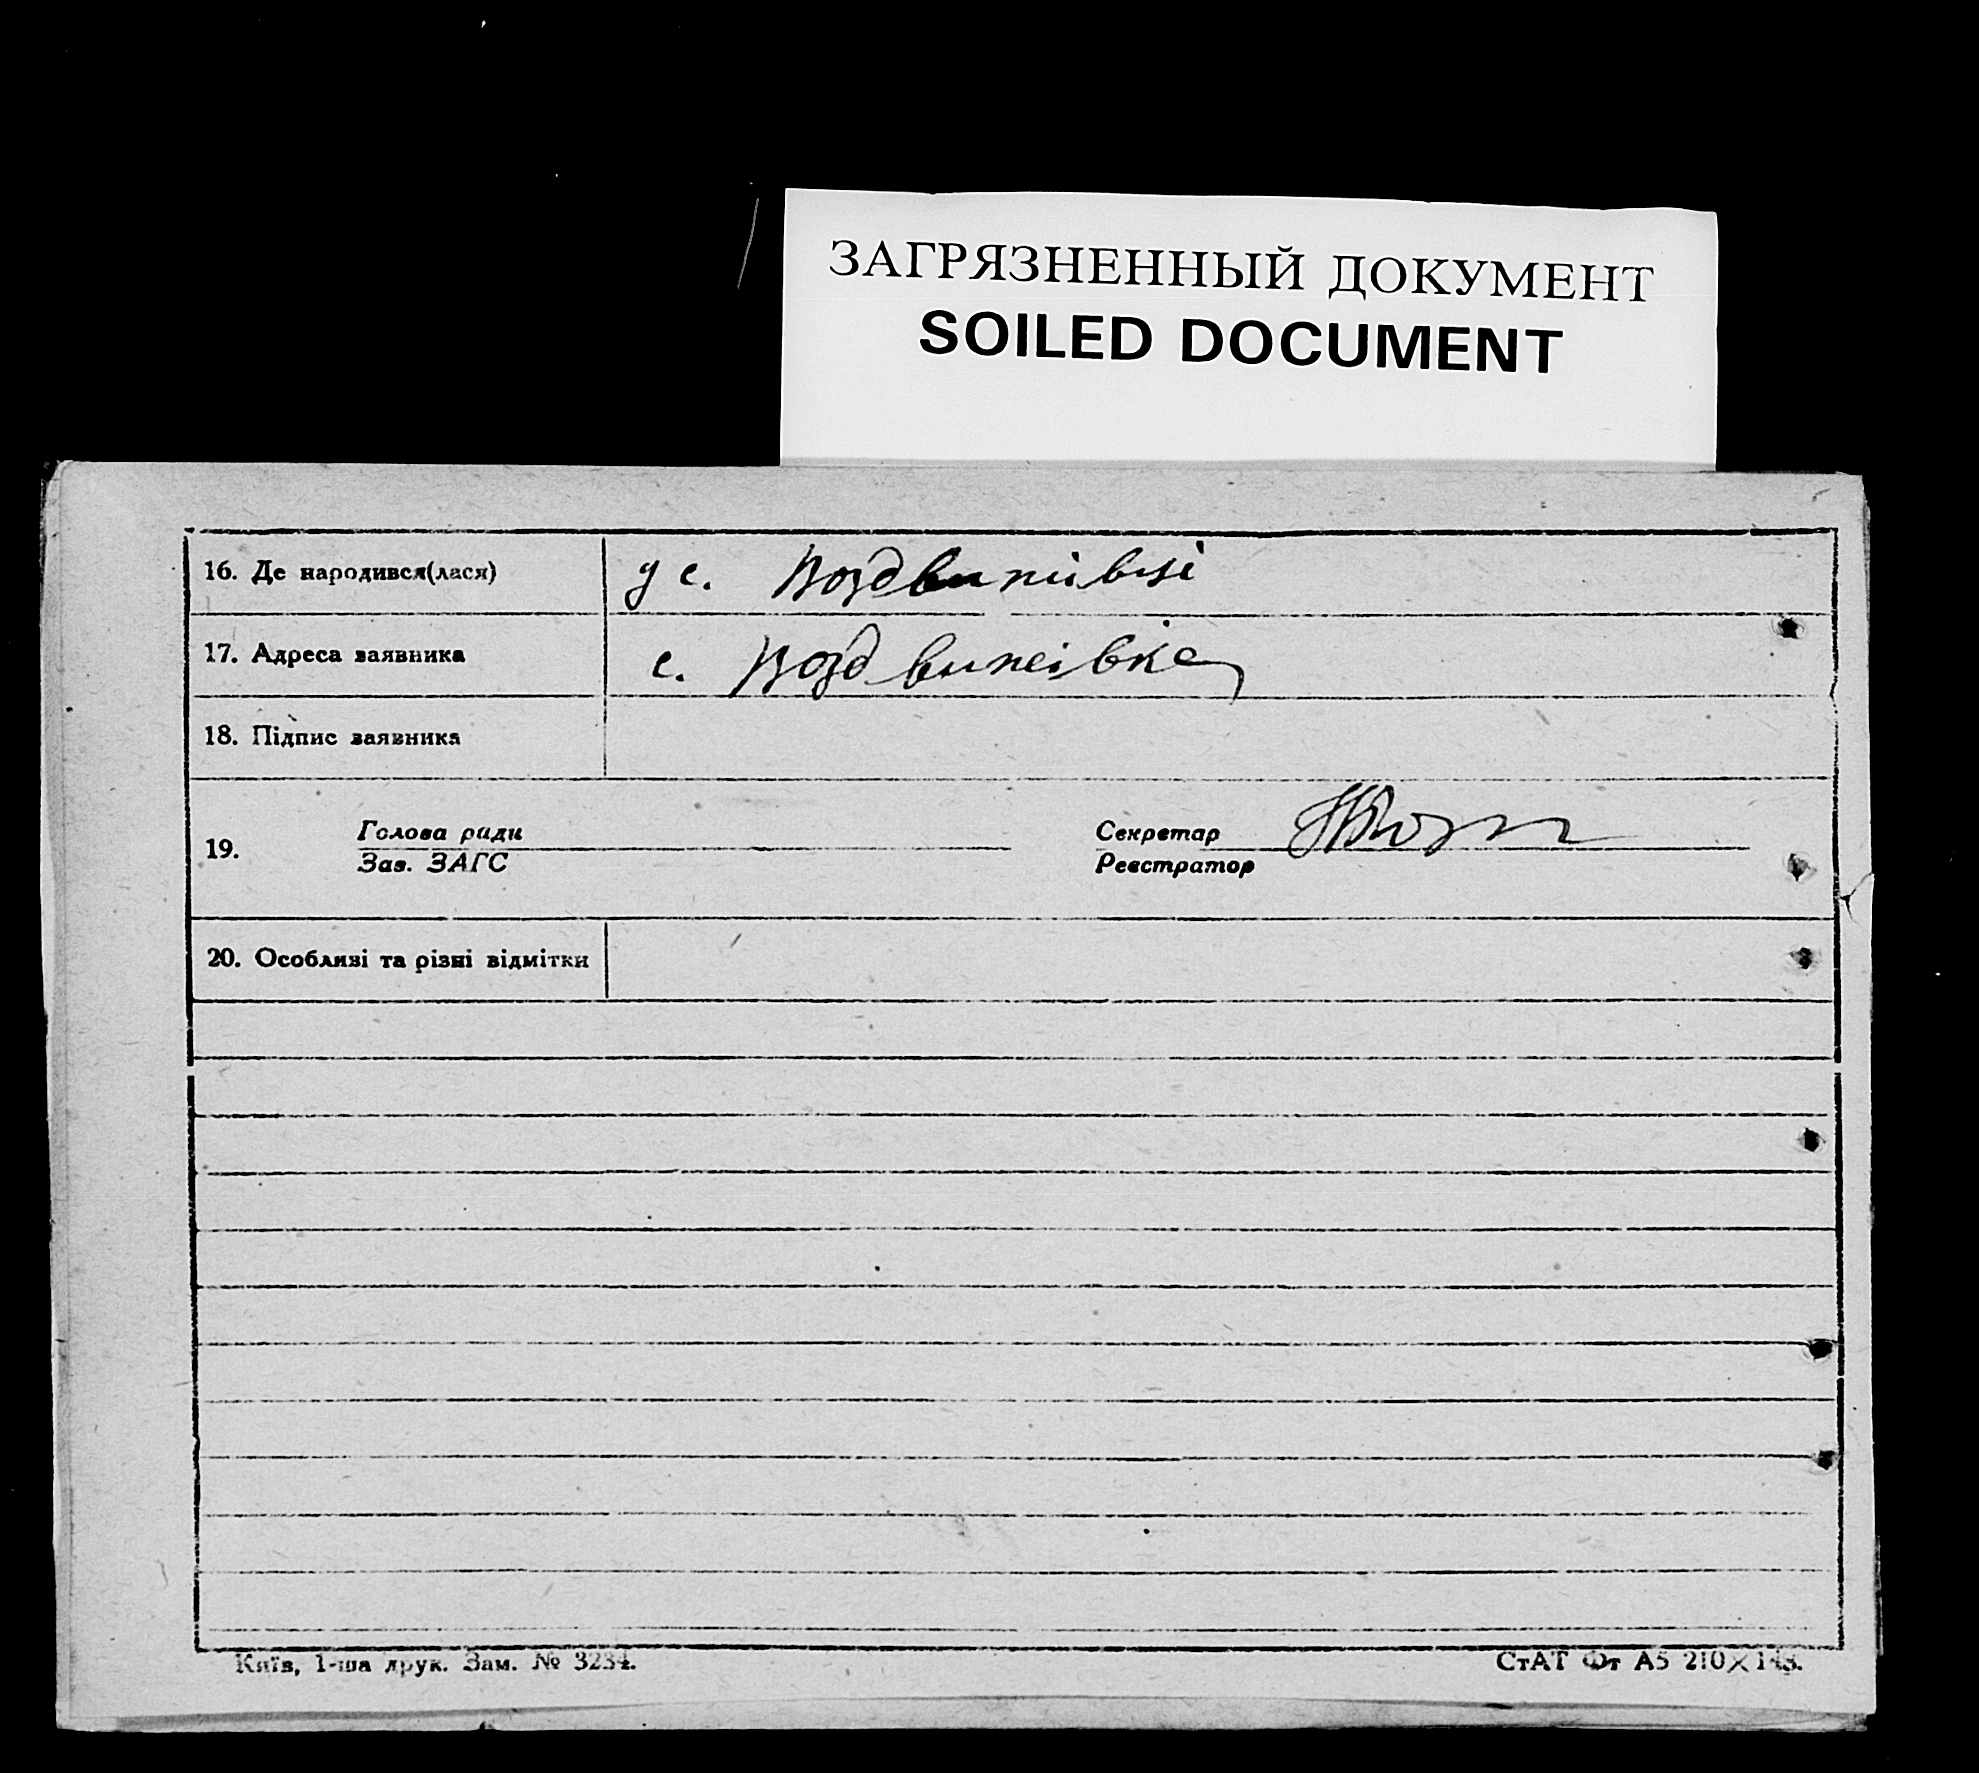 ЗАГРЯЗНЕННЫЙ ДОКУМЕНТ
SOILED DOCUMENT
16. Де народився(лася) у с. Воздвижівці
17. Адреса заявника с. Воздвижівка
18. Підпис заявника
19. Голова ради Секретар
Зав. ЗАГС Реєстратор
20. Особливі та різні відмітки
Київ, 1-ша друк. Зам. № 3234. СтАТ Фт А5 210×148.